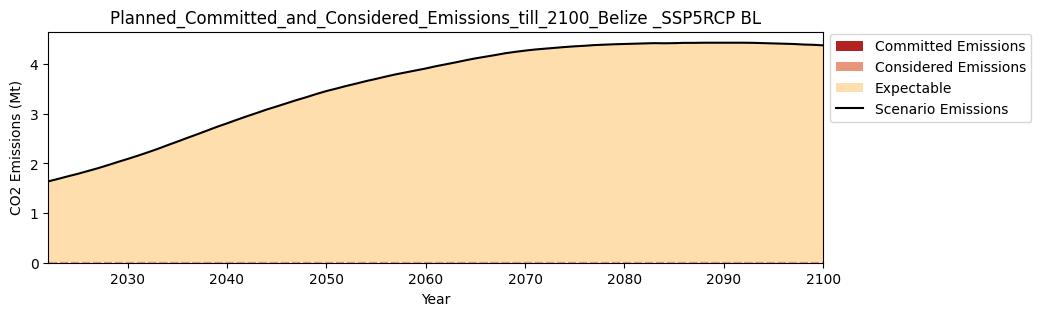 Planned_Committed_and_Considered_Emissions_till_2100_Belize _SSP5RCP BL
CO2 Emissions (Mt)
4
3
2
1
0
2030 2040 2050 2060 2070 2080 2090 2100
Year
Committed Emissions
Considered Emissions
Expectable
Scenario Emissions